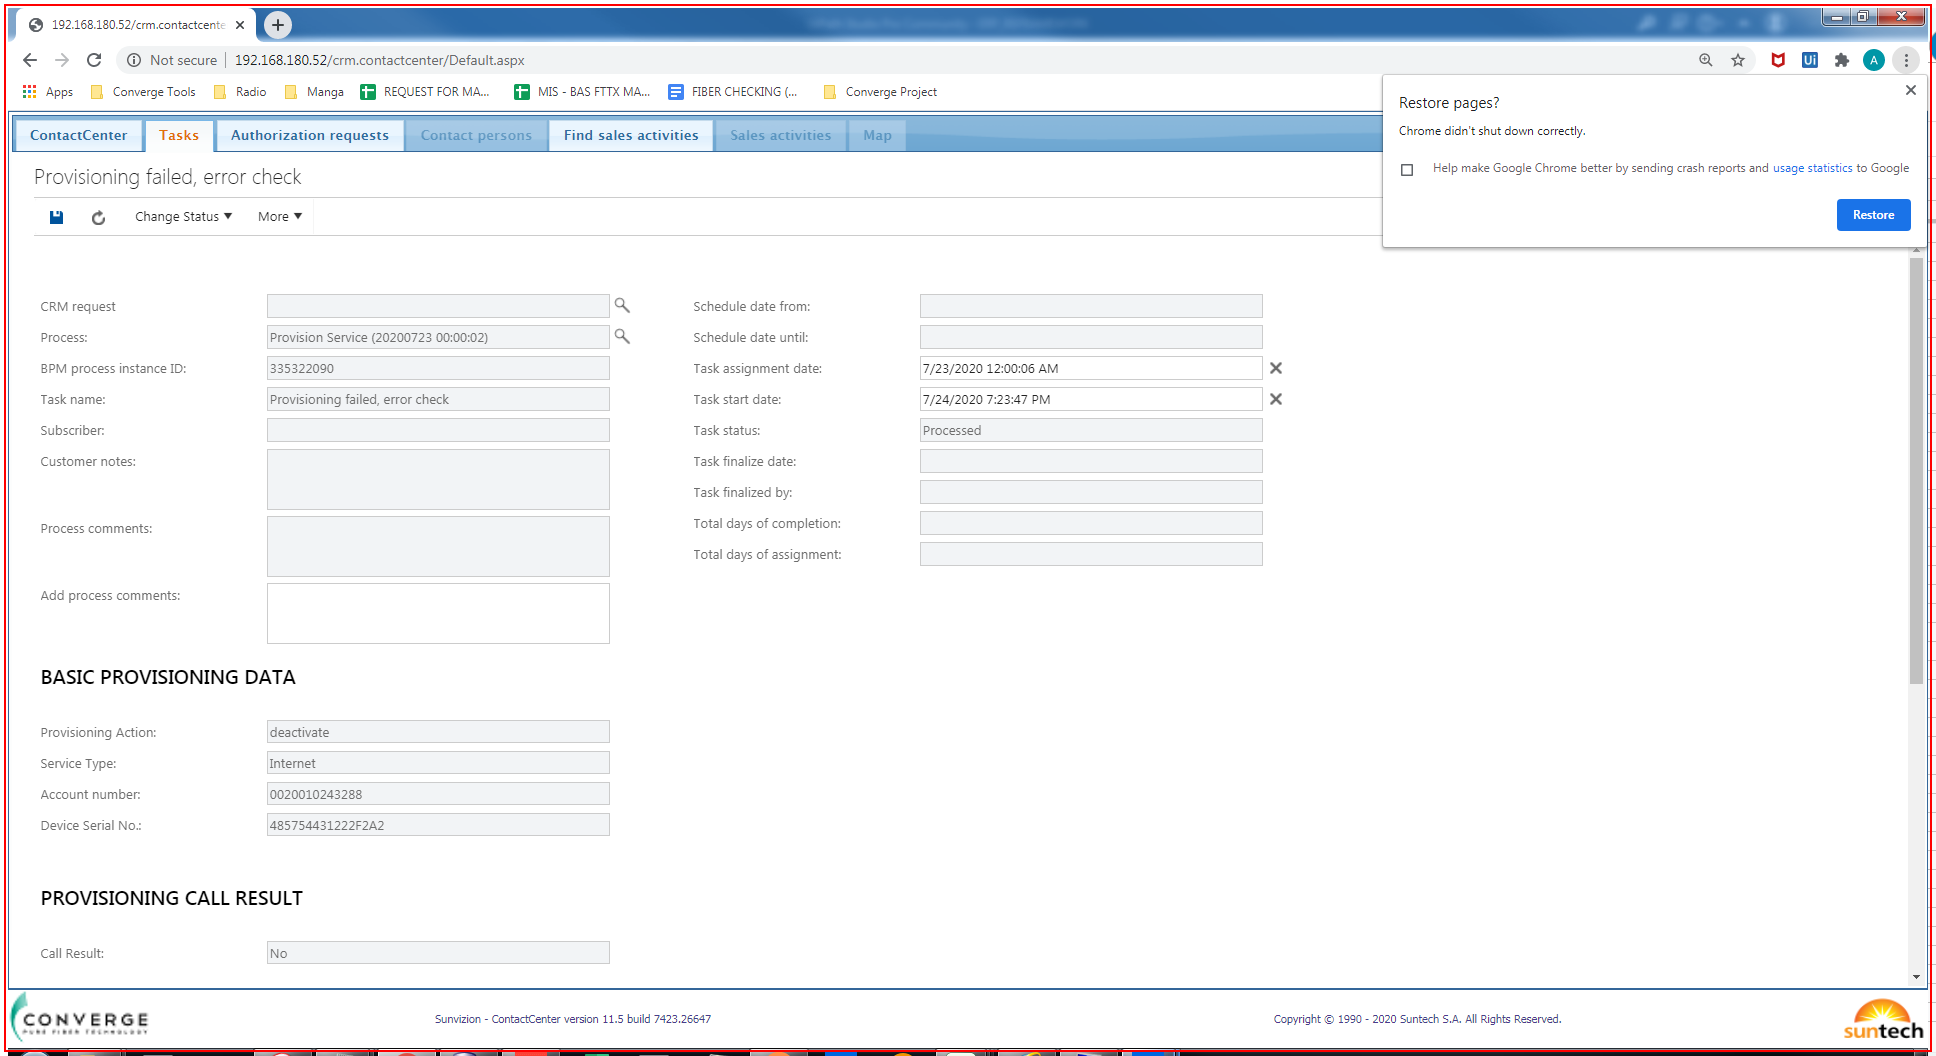 192.168.180.52/crm.contactcente
Not secure 192.168.180.52/crm.contactcenter/Default.aspx
A
Apps Converge Tools Radio Manga REQUEST FOR MA... MIS - BAS FTTX MA... FIBER CHECKING (... Converge Project
Restore pages?
Chrome didn't shut down correctly.
Help make Google Chrome better by sending crash reports and usage statistics to Google
Restore
ContactCenter Tasks Authorization requests Contact persons Find sales activities Sales activities Map
Provisioning failed, error check
Change Status More
CRM request
Process: Provision Service (20200723 00:00:02)
BPM process instance ID: 335322090
Task name: Provisioning failed, error check
Subscriber:
Customer notes:
Process comments:
Add process comments:
Schedule date from:
Schedule date until:
Task assignment date: 7/23/2020 12:00:06 AM
Task start date: 7/24/2020 7:23:47 PM
Task status: Processed
Task finalize date:
Task finalized by:
Total days of completion:
Total days of assignment:
BASIC PROVISIONING DATA
Provisioning Action: deactivate
Service Type: Internet
Account number: 0020010243288
Device Serial No.: 485754431222F2A2
PROVISIONING CALL RESULT
Call Result: No
CONVERGE
PURE FIBER TECHNOLOGY
Sunvizion - ContactCenter version 11.5 build 7423.26647
Copyright © 1990 - 2020 Suntech S.A. All Rights Reserved.
suntech